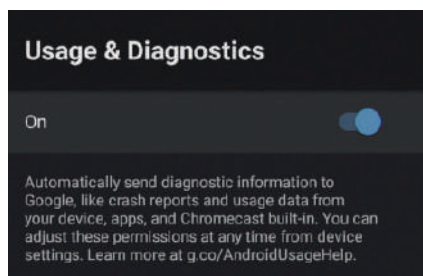 Usage & Diagnostics
On
Automatically send diagnostic information to
Google, like crash reports and usage data from
your device, apps, and Chromecast built-in. You can
adjust these permissions at any time from device
settings. Learn more at g.co/AndroidUsageHelp.